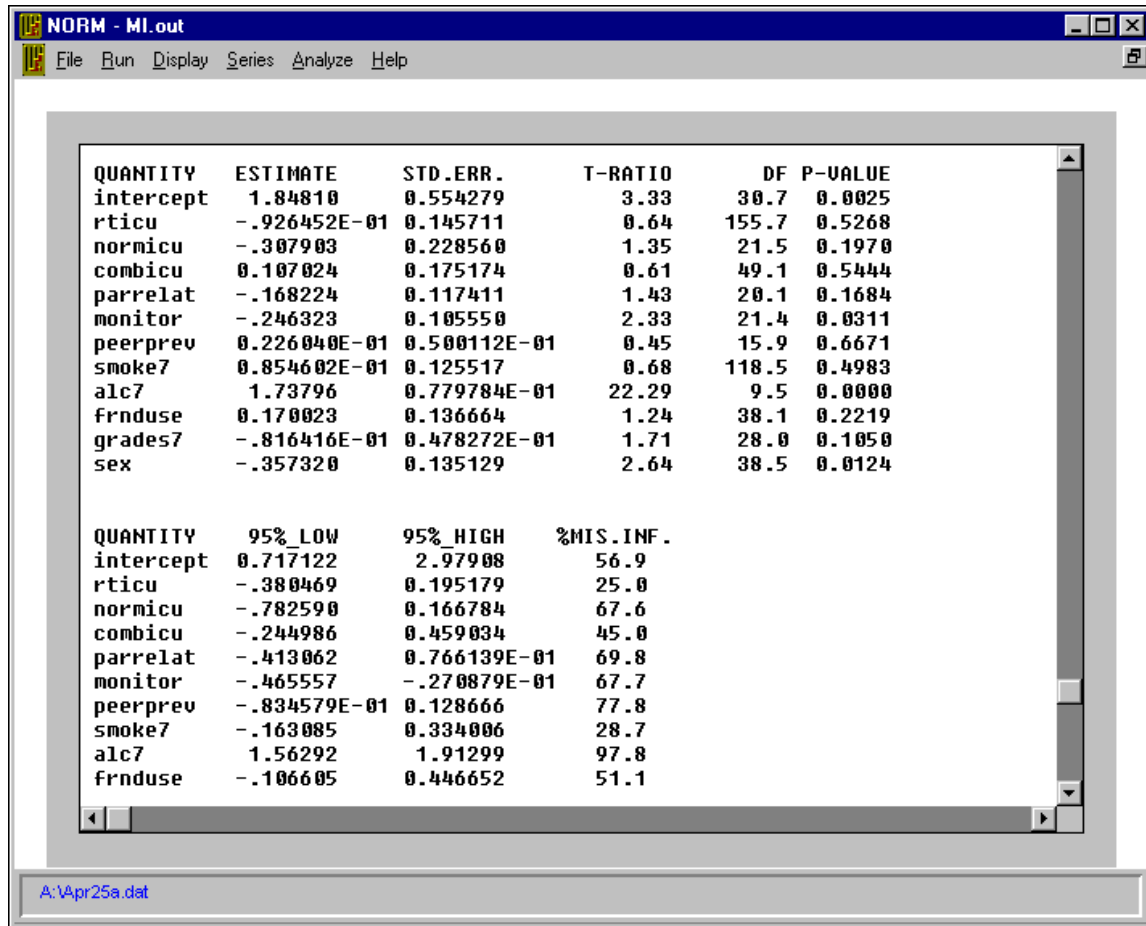 NORM - MI.out
File Run Display Series Analyze Help
QUANTITY ESTIMATE STD.ERR. T-RATIO DF P-VALUE
intercept 1.84810 0.554279 3.33 30.7 0.0025
rticu -.926452E-01 0.145711 0.64 155.7 0.5268
normicu -.307903 0.228560 1.35 21.5 0.1970
combicu 0.107024 0.175174 0.61 49.1 0.5444
parrelat -.168224 0.117411 1.43 20.1 0.1684
monitor -.246323 0.105550 2.33 21.4 0.0311
peerprev 0.226040E-01 0.500112E-01 0.45 15.9 0.6671
smoke7 0.854602E-01 0.125517 0.68 118.5 0.4983
alc7 1.73796 0.779784E-01 22.29 9.5 0.0000
frnduse 0.170023 0.136664 1.24 38.1 0.2219
grades7 -.816416E-01 0.478272E-01 1.71 28.0 0.1050
sex -.357320 0.135129 2.64 38.5 0.0124
QUANTITY 95%_LOW 95%_HIGH %MIS.INF.
intercept 0.717122 2.97908 56.9
rticu -.380469 0.195179 25.0
normicu -.782590 0.166784 67.6
combicu -.244986 0.459034 45.0
parrelat -.413062 0.766139E-01 69.8
monitor -.465557 -.270879E-01 67.7
peerprev -.834579E-01 0.128666 77.8
smoke7 -.163085 0.334006 28.7
alc7 1.56292 1.91299 97.8
frnduse -.106605 0.446652 51.1
A:\Apr25a.dat